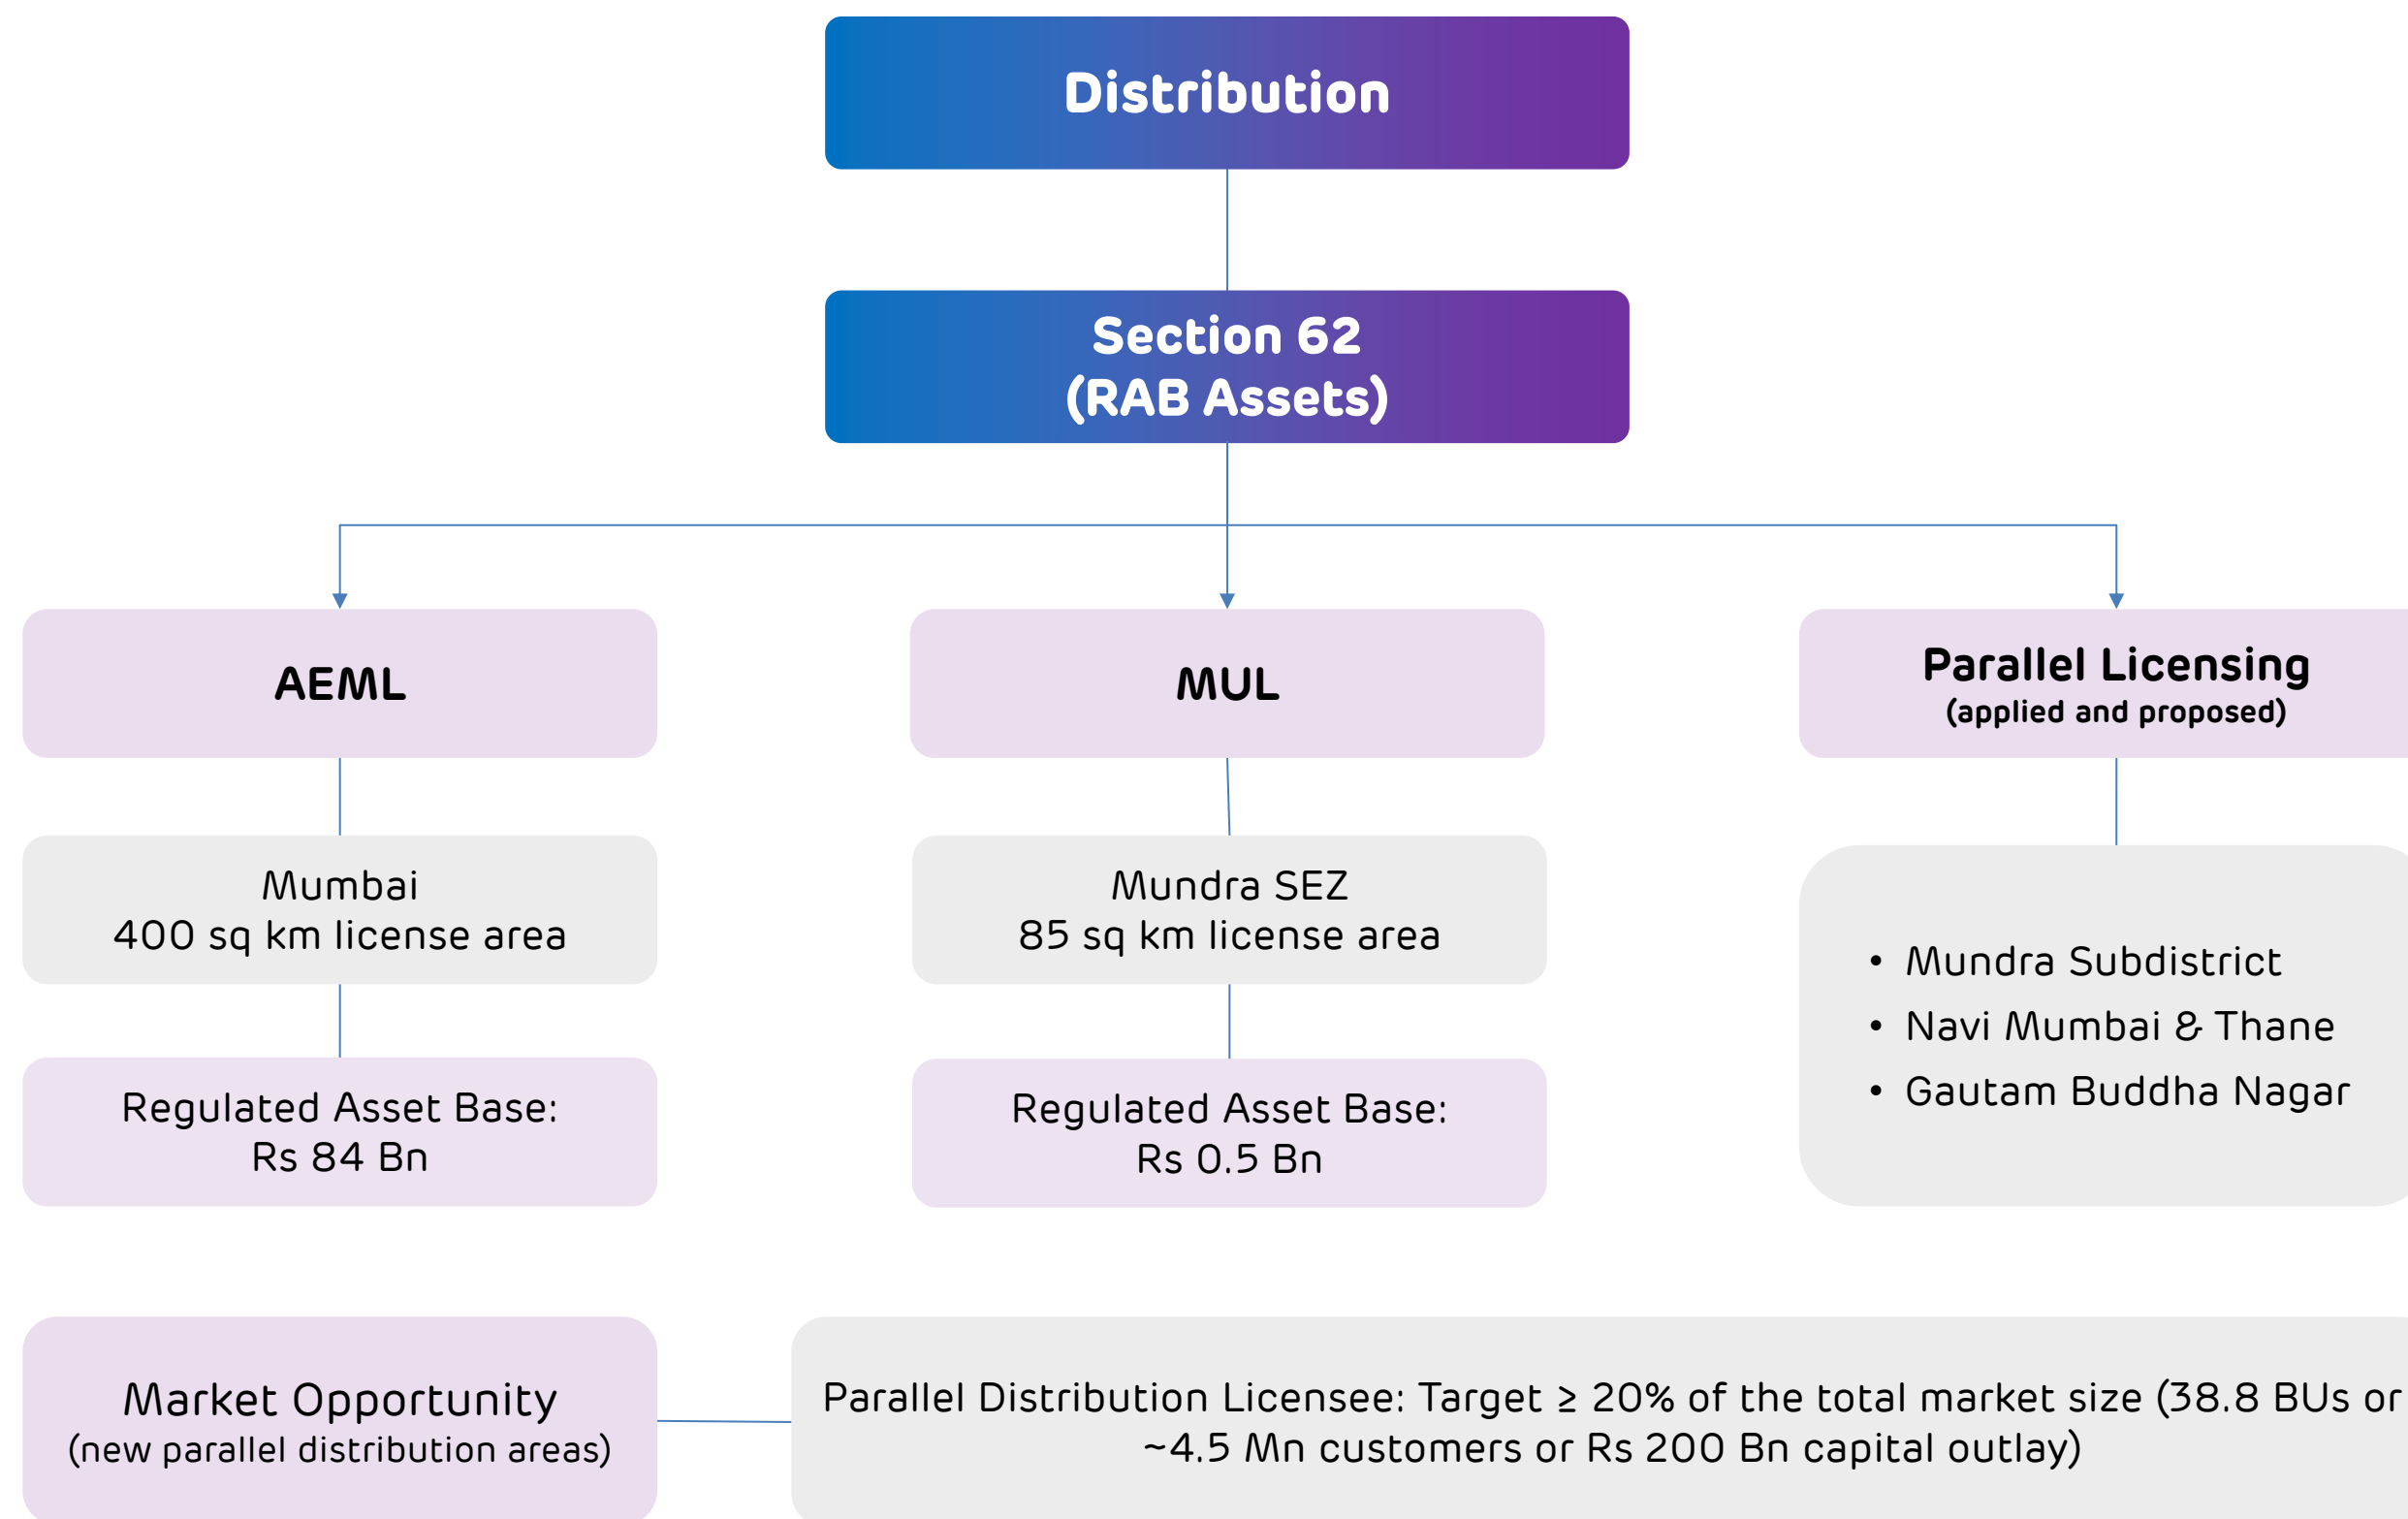 Distribution
Section 62
(RAB Assets)
AEML
MUL
Parallel Licensing
(applied and proposed)
Mumbai
400 sq km license area
Mundra SEZ
85 sq km license area
• Mundra Subdistrict
• Navi Mumbai & Thane
• Gautam Buddha Nagar
Regulated Asset Base:
Rs 84 Bn
Regulated Asset Base:
Rs 0.5 Bn
Market Opportunity
(new parallel distribution areas)
Parallel Distribution Licensee: Target ≥ 20% of the total market size (38.8 BUs or
~4.5 Mn customers or Rs 200 Bn capital outlay)